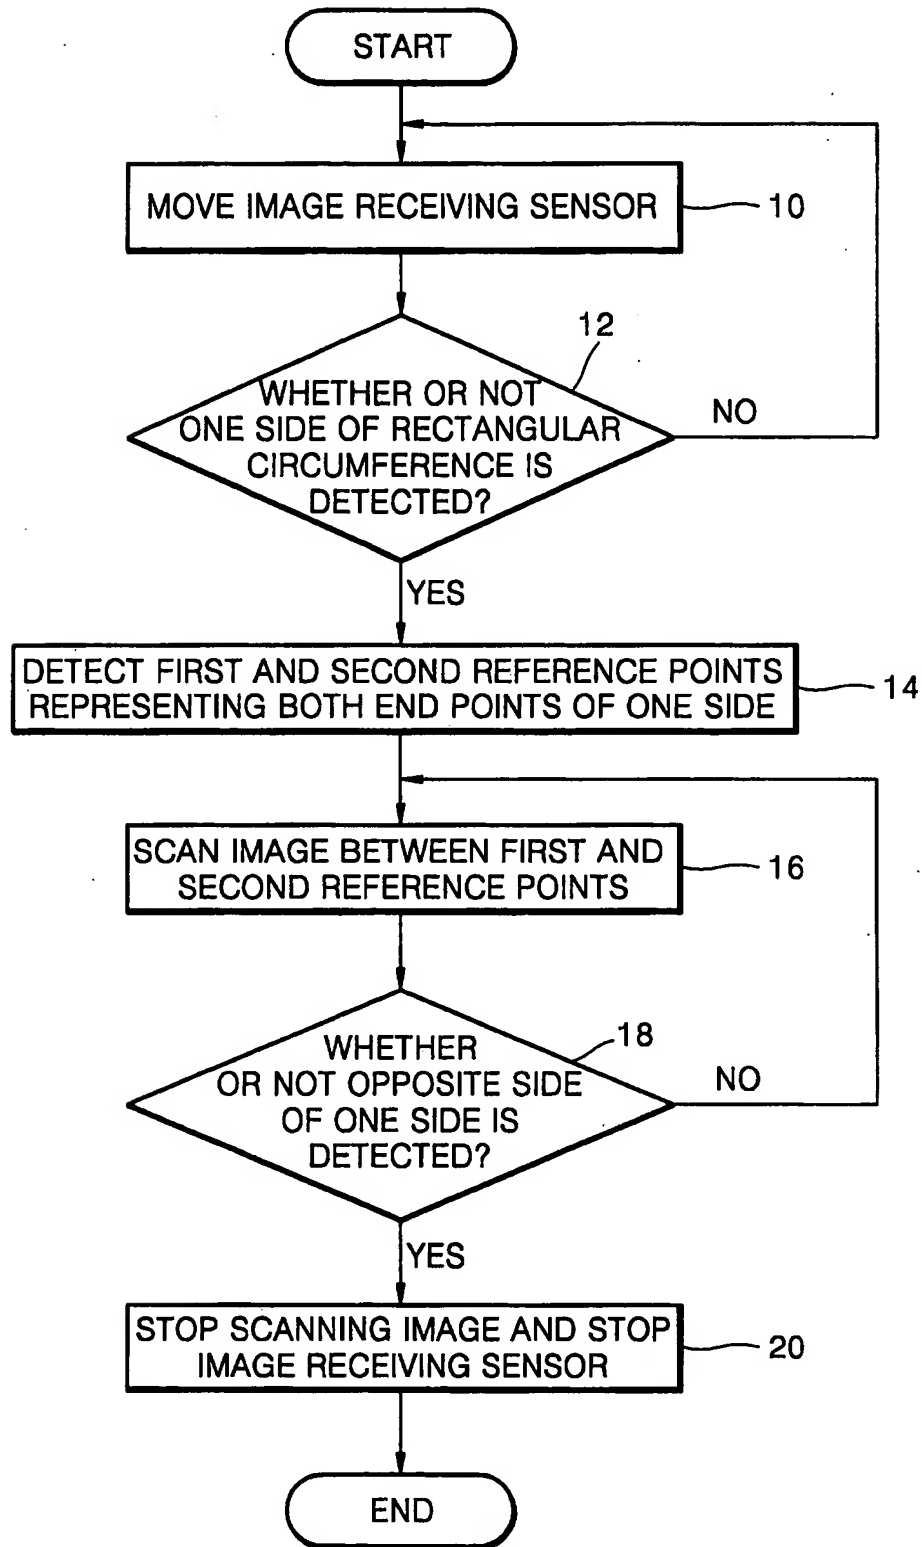 START
MOVE IMAGE RECEIVING SENSOR
10
12
WHETHER OR NOT
ONE SIDE OF RECTANGULAR
CIRCUMFERENCE IS
DETECTED?
NO
YES
DETECT FIRST AND SECOND REFERENCE POINTS
REPRESENTING BOTH END POINTS OF ONE SIDE
14
SCAN IMAGE BETWEEN FIRST AND
SECOND REFERENCE POINTS
16
18
WHETHER
OR NOT OPPOSITE SIDE
OF ONE SIDE IS
DETECTED?
NO
YES
STOP SCANNING IMAGE AND STOP
IMAGE RECEIVING SENSOR
20
END